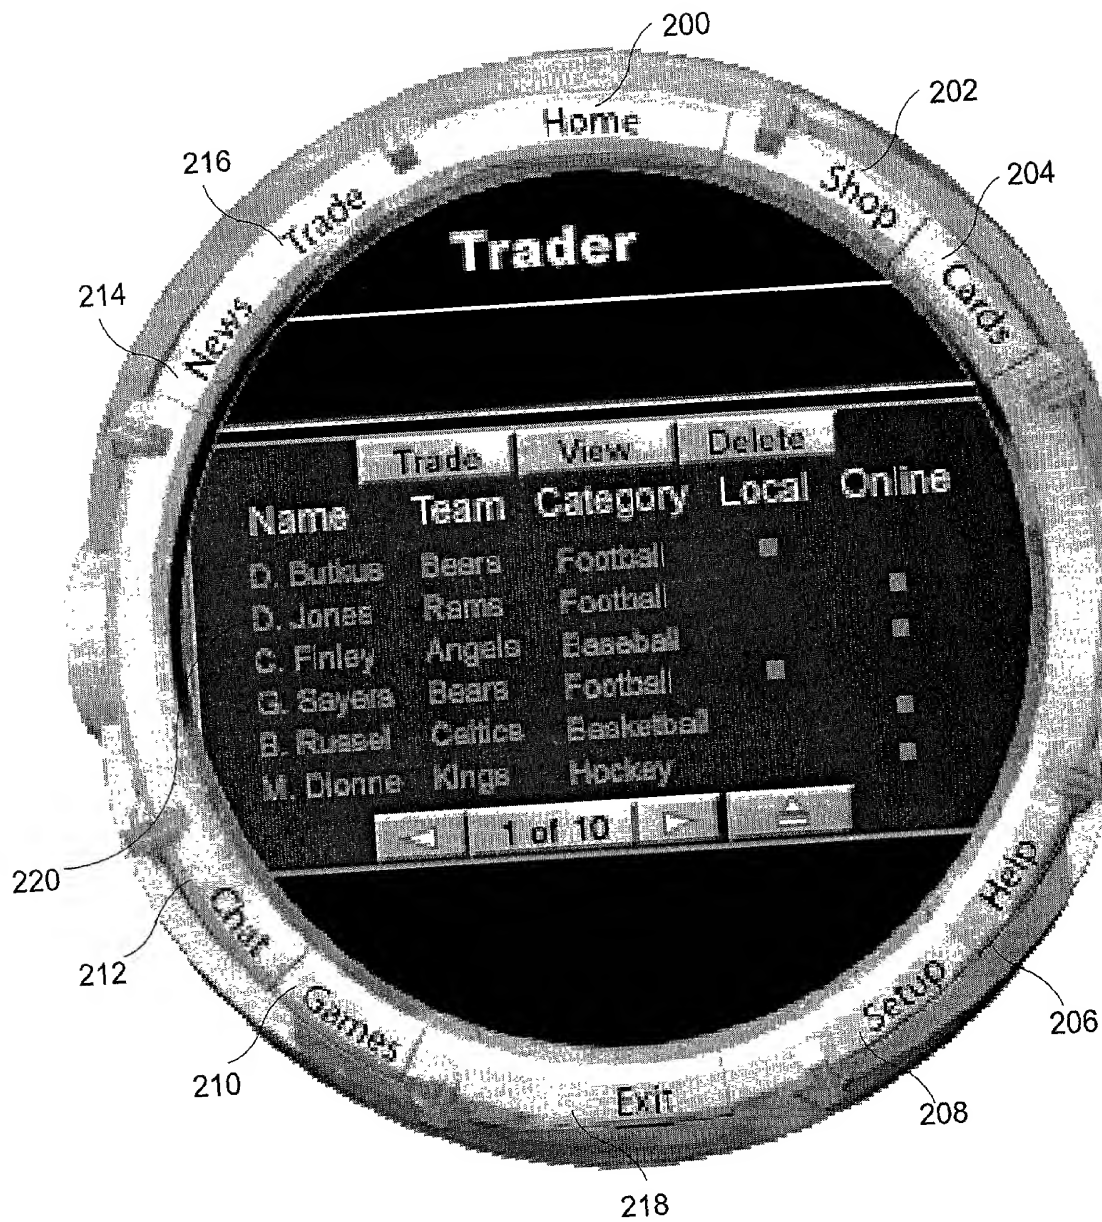 200
Home
202
Shop
204
Cards
216
Trade
214
News
Trader
Trade View Delete
Name Team Category Local Online
D. Butkus Bears Football
D. Jones Rams Football
C. Finley Angels Baseball
G. Sayers Bears Football
B. Russel Celtics Basketball
M. Dionne Kings Hockey
1 of 10
220
212
Chat
210
Games
Help
206
Setup
208
Exit
218